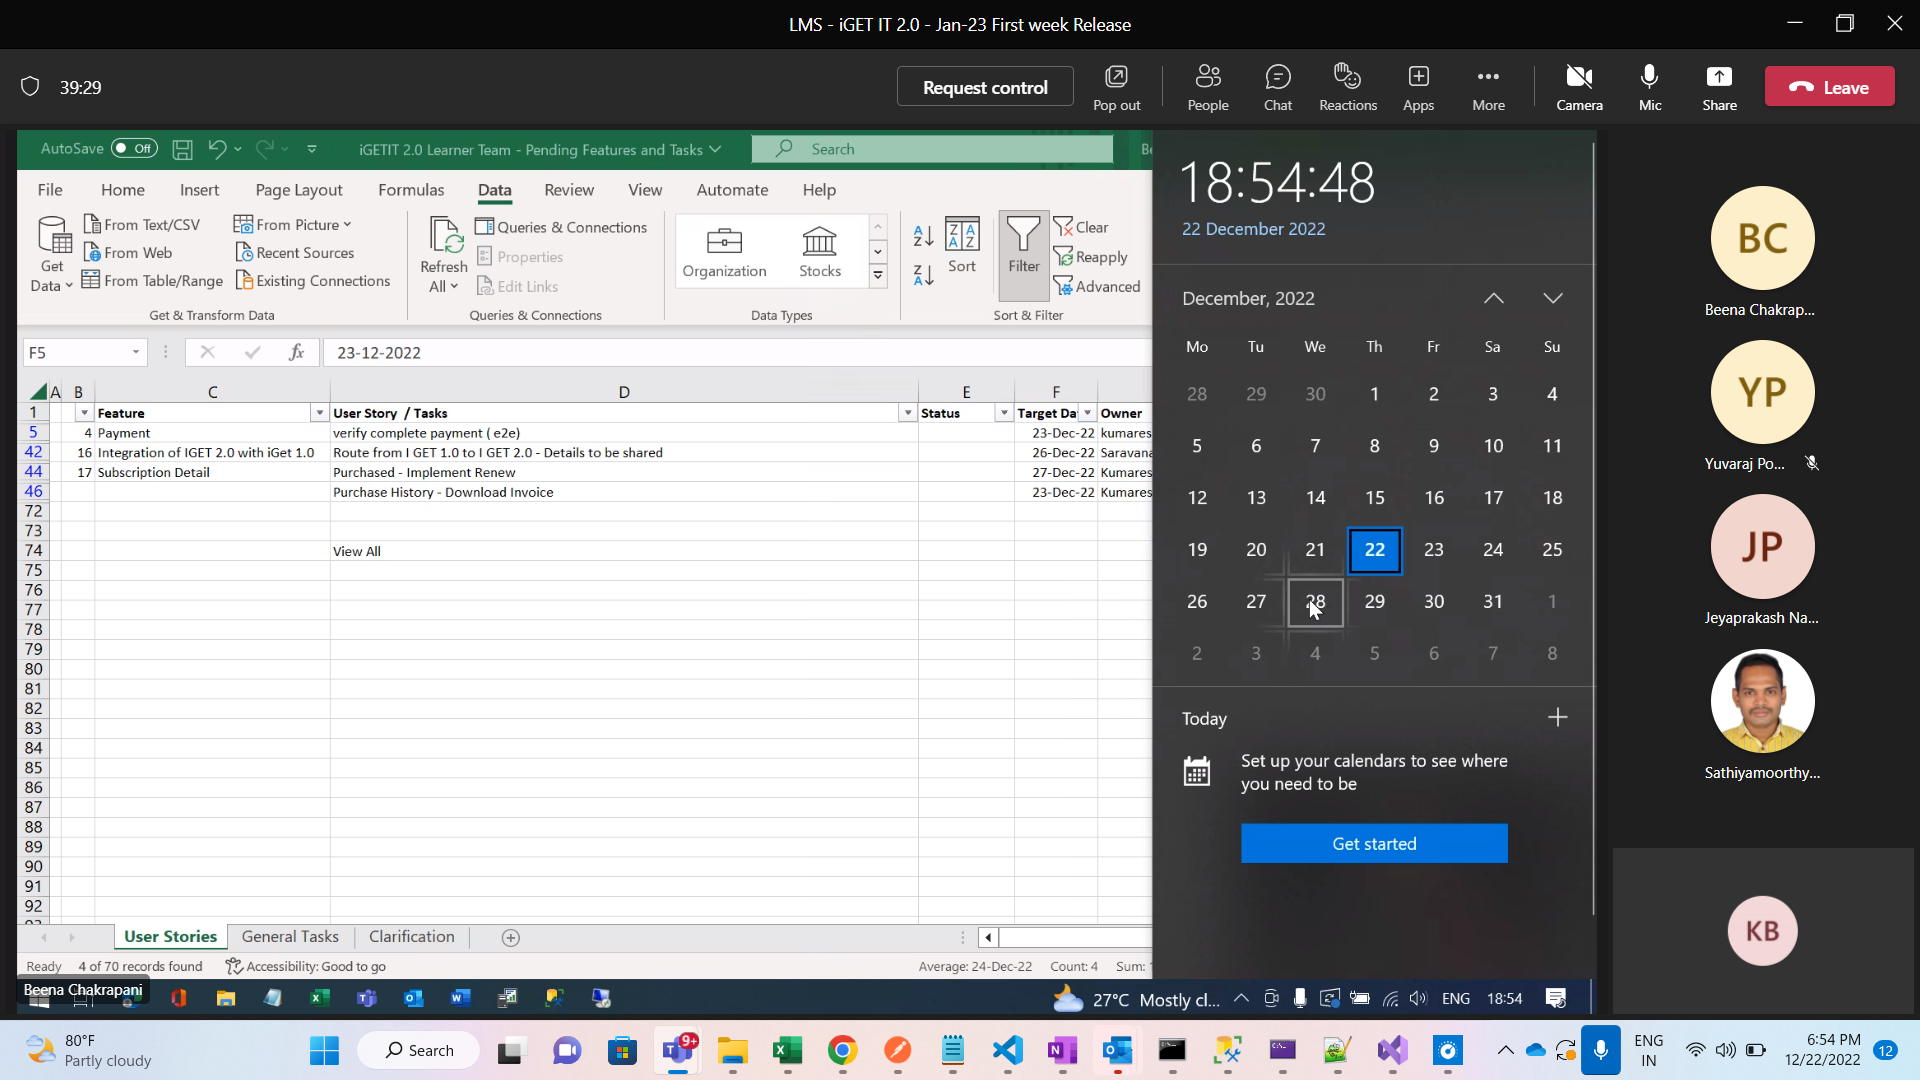 LMS - iGET IT 2.0 - Jan-23 First week Release
39:29
Request control
Pop out
People
Chat
Reactions
Apps
More
Camera
Mic
Share
Leave
AutoSave Off
iGETIT 2.0 Learner Team - Pending Features and Tasks
Search
File Home Insert Page Layout Formulas Data Review View Automate Help
Get Data
From Text/CSV
From Web
From Table/Range
From Picture
Recent Sources
Existing Connections
Get & Transform Data
Refresh All
Queries & Connections
Properties
Edit Links
Queries & Connections
Organization
Stocks
Data Types
Sort
Filter
Clear
Reapply
Advanced
Sort & Filter
F5
fx
23-12-2022
A B C D E F
1 Feature User Story / Tasks Status Target Da Owner
5 4 Payment verify complete payment ( e2e) 23-Dec-22 kumares
42 16 Integration of IGET 2.0 with iGet 1.0 Route from I GET 1.0 to I GET 2.0 - Details to be shared 26-Dec-22 Saravana
44 17 Subscription Detail Purchased - Implement Renew 27-Dec-22 Kumares
46 Purchase History - Download Invoice 23-Dec-22 Kumares
72
73
74 View All
75
76
77
78
79
80
81
82
83
84
85
86
87
88
89
90
91
92
User Stories General Tasks Clarification
Ready 4 of 70 records found Accessibility: Good to go
Average: 24-Dec-22 Count: 4 Sum:
Beena Chakrapani
27°C Mostly cl...
ENG
18:54
18:54:48
22 December 2022
December, 2022
Mo Tu We Th Fr Sa Su
28 29 30 1 2 3 4
5 6 7 8 9 10 11
12 13 14 15 16 17 18
19 20 21 22 23 24 25
26 27 28 29 30 31 1
2 3 4 5 6 7 8
Today
Set up your calendars to see where
you need to be
Get started
BC
Beena Chakrap...
YP
Yuvaraj Po...
JP
Jeyaprakash Na...
Sathiyamoorthy...
KB
80°F
Partly cloudy
Search
9+
ENG
IN
6:54 PM
12/22/2022
12